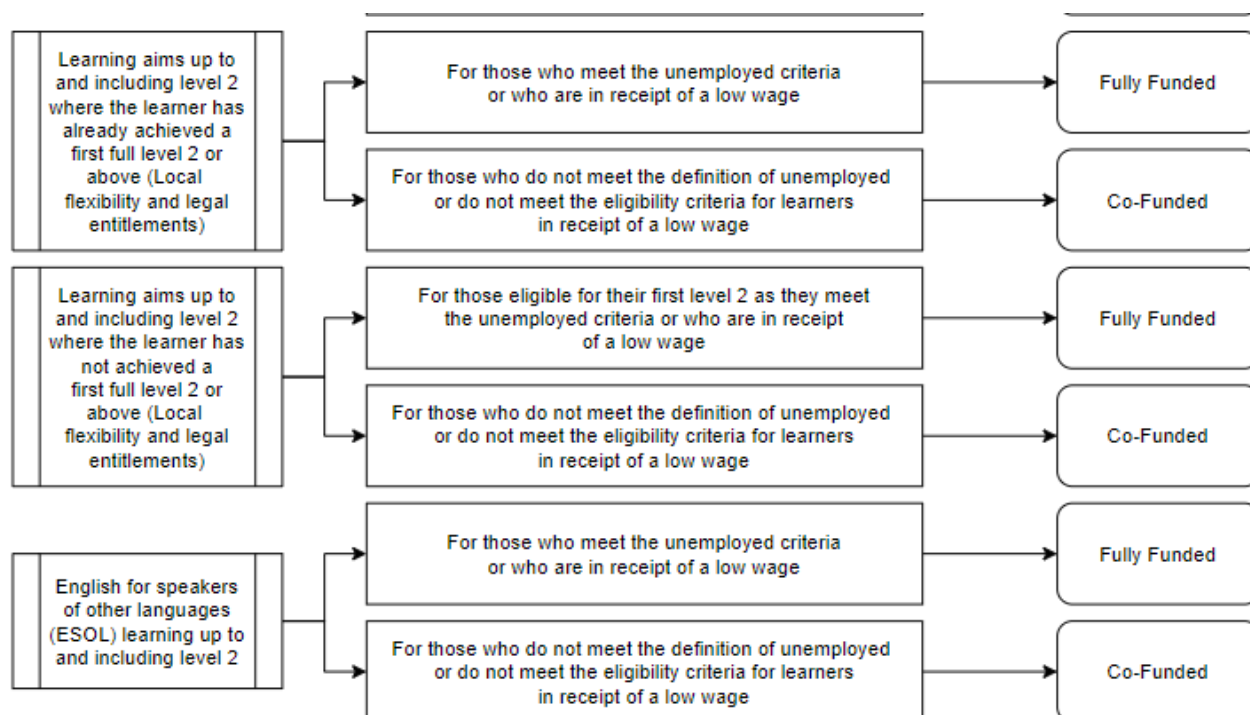 Learning aims up to
and including level 2
where the learner has
already achieved a
first full level 2 or
above (Local
flexibility and legal
entitlements)
For those who meet the unemployed criteria
or who are in receipt of a low wage
Fully Funded
For those who do not meet the definition of unemployed
or do not meet the eligibility criteria for learners
in receipt of a low wage
Co-Funded
Learning aims up to
and including level 2
where the learner has
not achieved a
first full level 2 or
above (Local
flexibility and legal
entitlements)
For those eligible for their first level 2 as they meet
the unemployed criteria or who are in receipt
of a low wage
Fully Funded
For those who do not meet the definition of unemployed
or do not meet the eligibility criteria for learners
in receipt of a low wage
Co-Funded
English for speakers
of other languages
(ESOL) learning up to
and including level 2
For those who meet the unemployed criteria
or who are in receipt of a low wage
Fully Funded
For those who do not meet the definition of unemployed
or do not meet the eligibility criteria for learners
in receipt of a low wage
Co-Funded